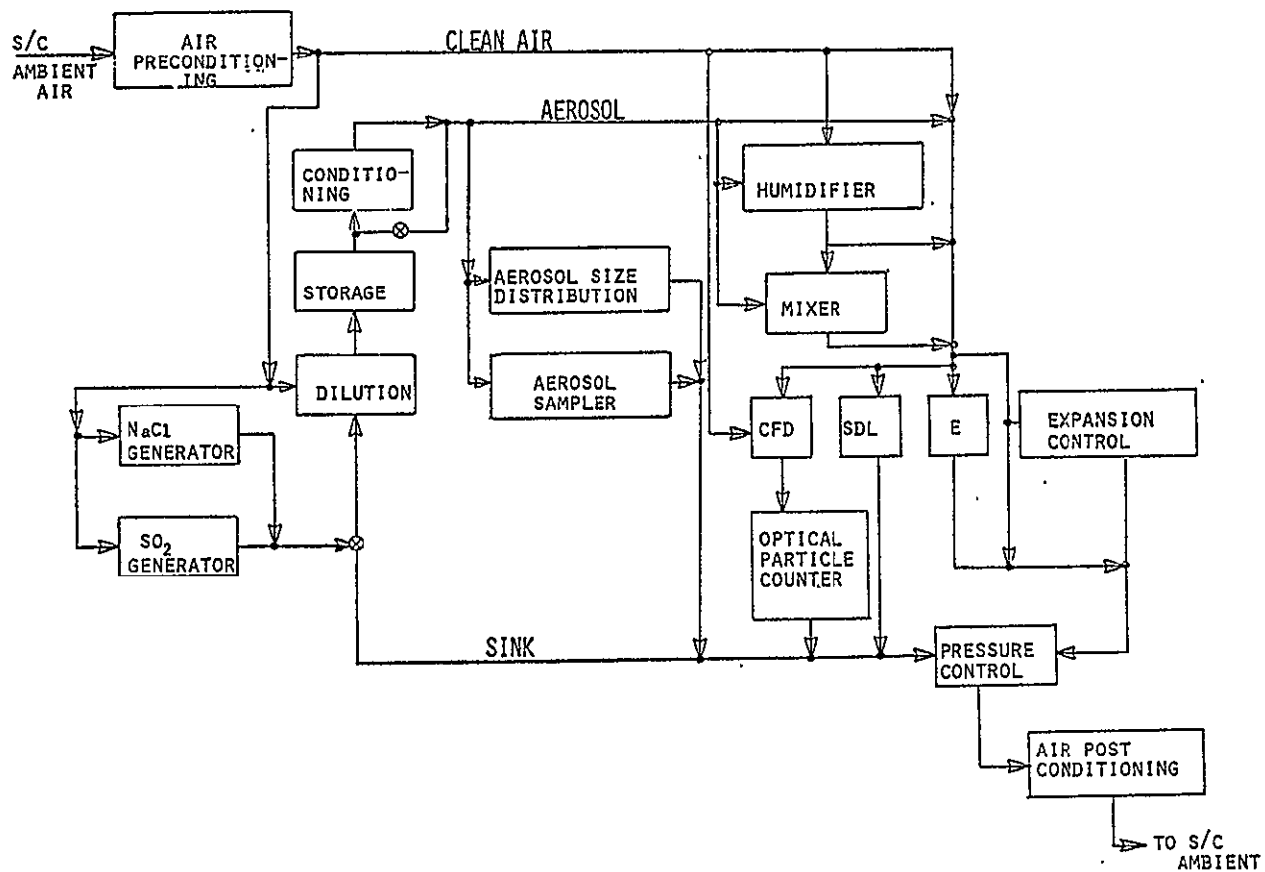 S/C
AMBIENT
AIR
AIR
PRECONDITION-
ING
CLEAN AIR
AEROSOL
CONDITIO-
NING
HUMIDIFIER
STORAGE
AEROSOL SIZE
DISTRIBUTION
MIXER
DILUTION
AEROSOL
SAMPLER
NaCl
GENERATOR
CFD
SDL
E
EXPANSION
CONTROL
SO2
GENERATOR
OPTICAL
PARTICLE
COUNTER
SINK
PRESSURE
CONTROL
AIR POST
CONDITIONING
TO S/C
AMBIENT